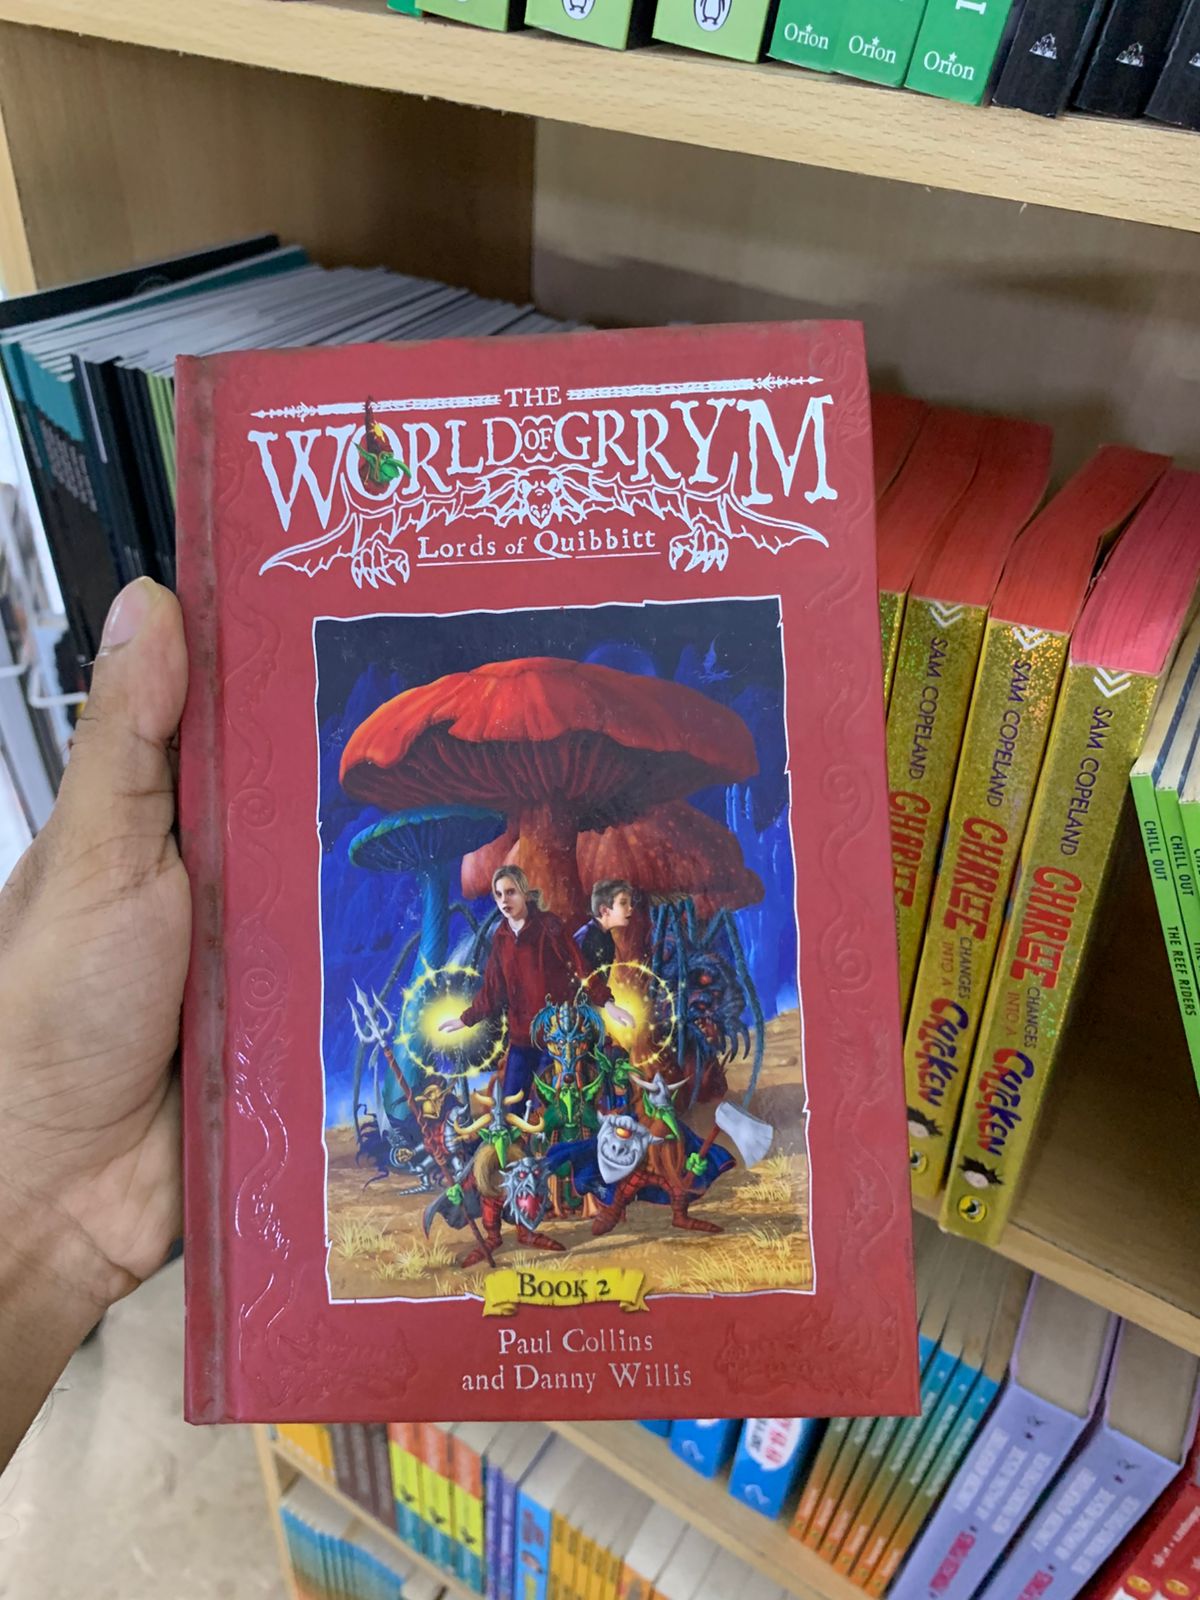 Orion
Orion
Orion
THE
WORLD OF GRRYM
Lords of Quibbitt
BOOK 2
Paul Collins
and Danny Willis
SAM COPELAND CHARLIE
SAM COPELAND CHARLIE CHANGES INTO A CHICKEN
SAM COPELAND CHARLIE CHANGES INTO A CHICKEN
CHILL OUT
CHILL OUT THE REEF RIDERS